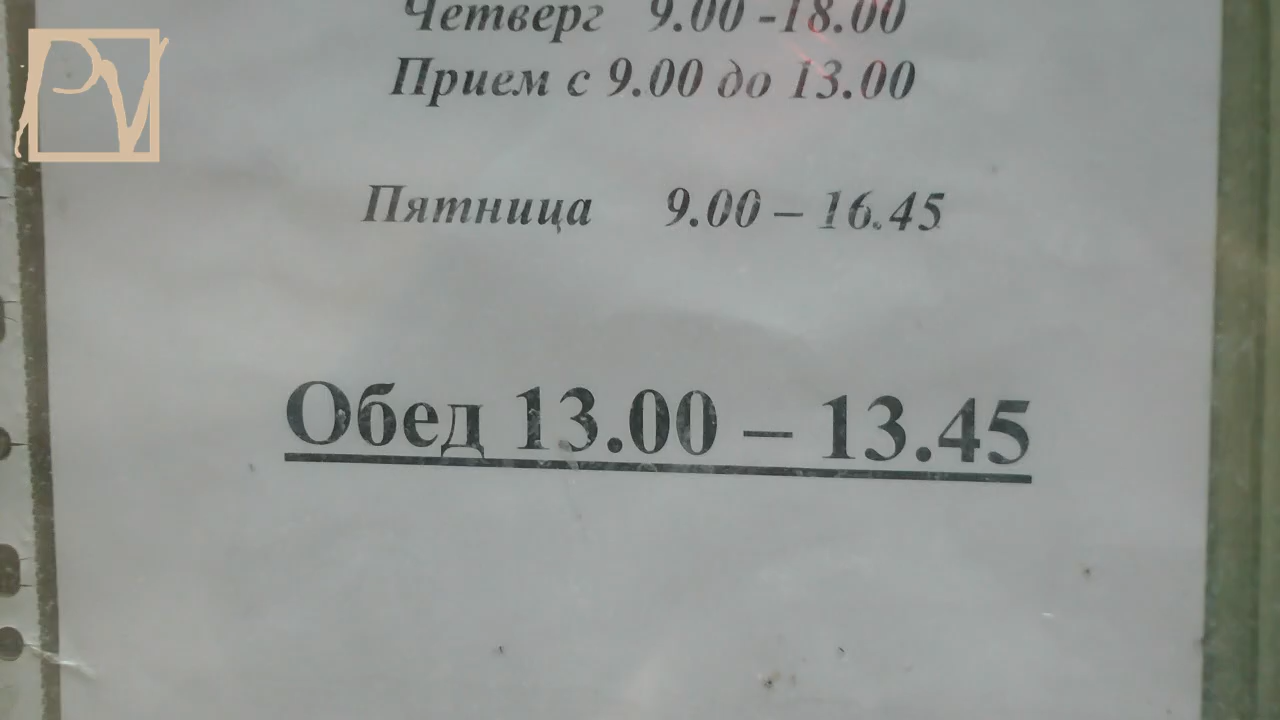 PV
Четверг 9.00 -18.00
Прием с 9.00 до 13.00
Пятница 9.00 – 16.45
Обед 13.00 – 13.45